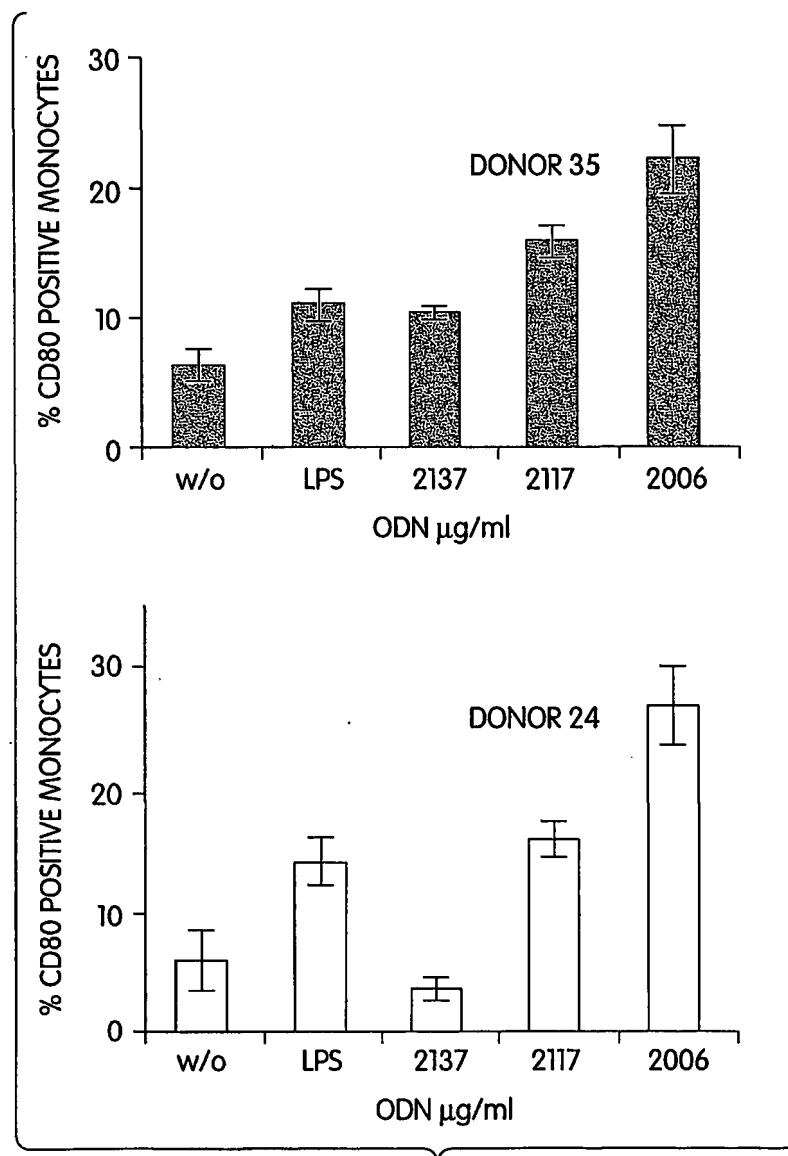 % CD80 POSITIVE MONOCYTES
30
20
10
0
DONOR 35
w/o LPS 2137 2117 2006
ODN μg/ml
% CD80 POSITIVE MONOCYTES
30
20
10
0
DONOR 24
w/o LPS 2137 2117 2006
ODN μg/ml